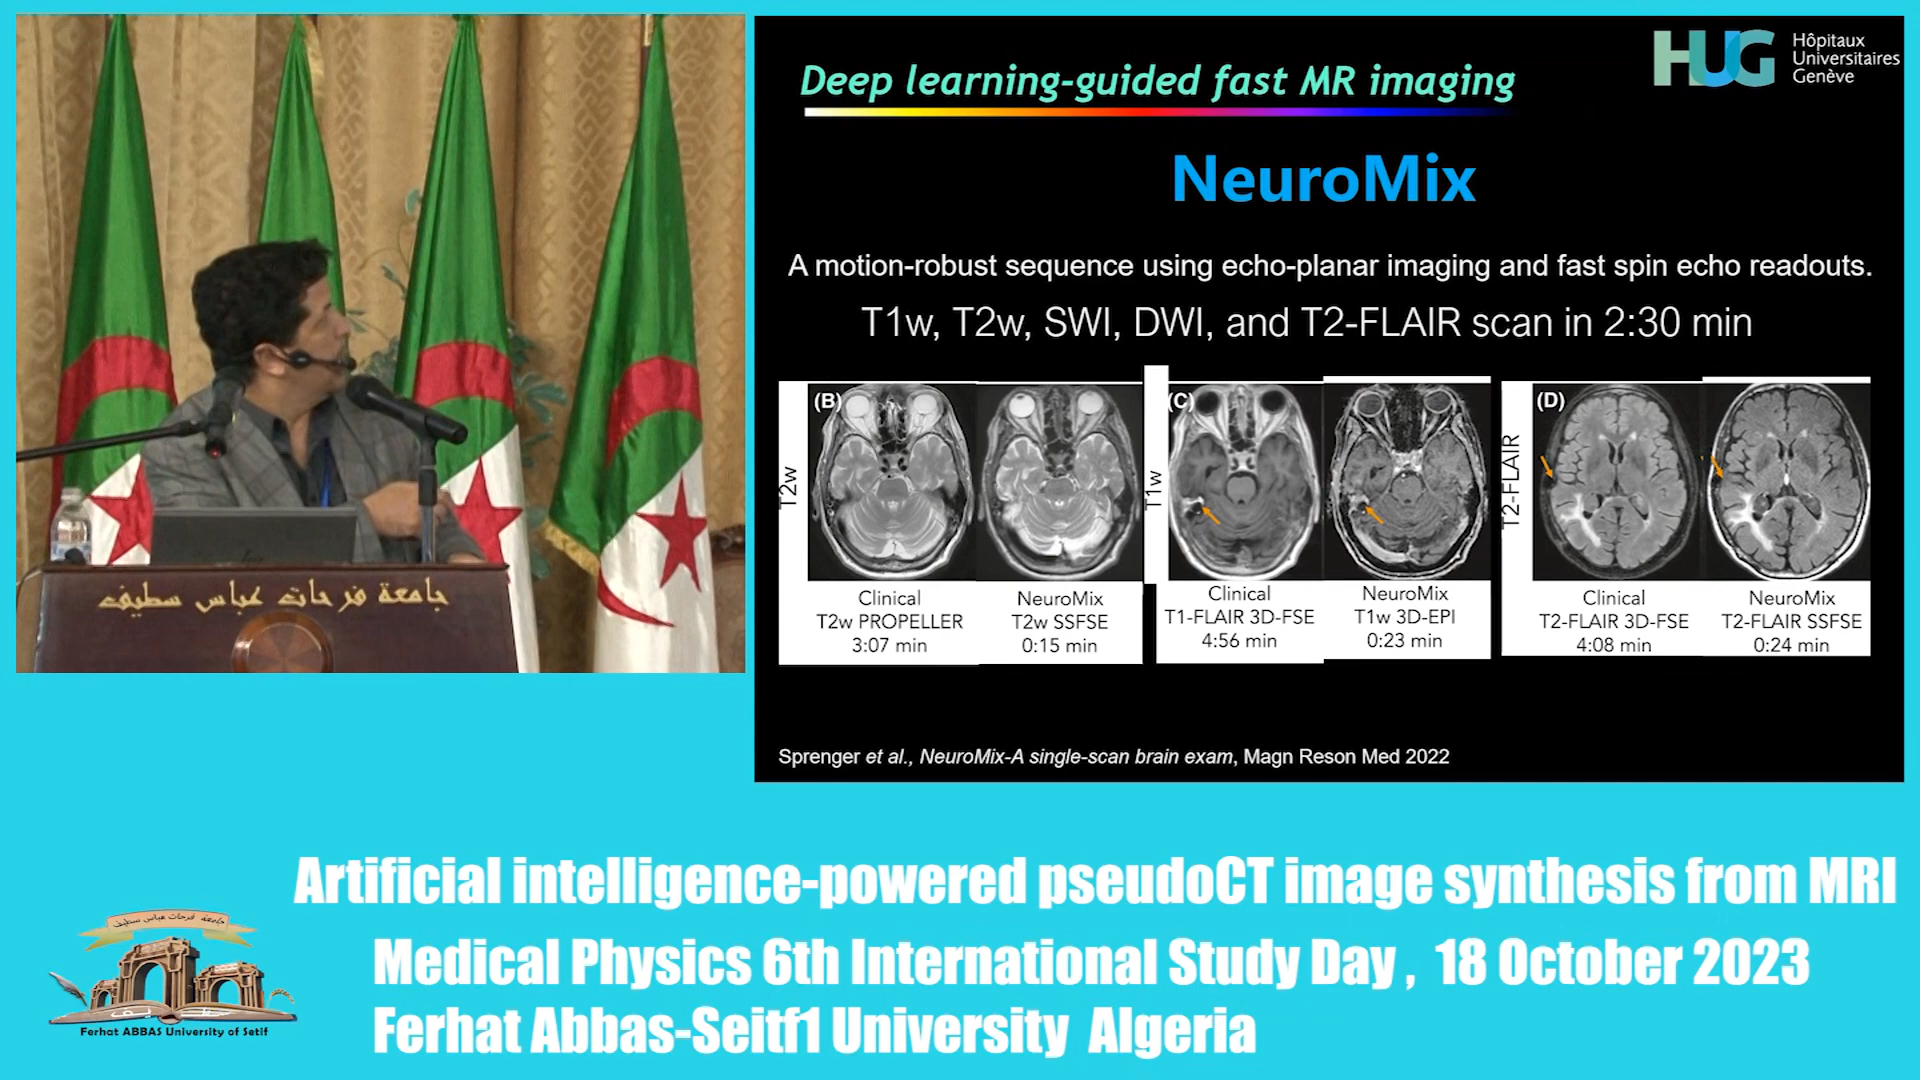 Deep learning-guided fast MR imaging
HUG
Hôpitaux
Universitaires
Genève
NeuroMix
A motion-robust sequence using echo-planar imaging and fast spin echo readouts.
T1w, T2w, SWI, DWI, and T2-FLAIR scan in 2:30 min
T2w
(B)
Clinical
T2w PROPELLER
3:07 min
NeuroMix
T2w SSFSE
0:15 min
T1w
(C)
Clinical
T1-FLAIR 3D-FSE
4:56 min
NeuroMix
T1w 3D-EPI
0:23 min
T2-FLAIR
(D)
Clinical
T2-FLAIR 3D-FSE
4:08 min
NeuroMix
T2-FLAIR SSFSE
0:24 min
Sprenger et al., NeuroMix-A single-scan brain exam, Magn Reson Med 2022
جامعة فرحات عباس سطيف
جامعة فرحات عباس سطيف
Ferhat ABBAS University of Setif
Artificial intelligence-powered pseudoCT image synthesis from MRI
Medical Physics 6th International Study Day , 18 October 2023
Ferhat Abbas-Seitf1 University Algeria